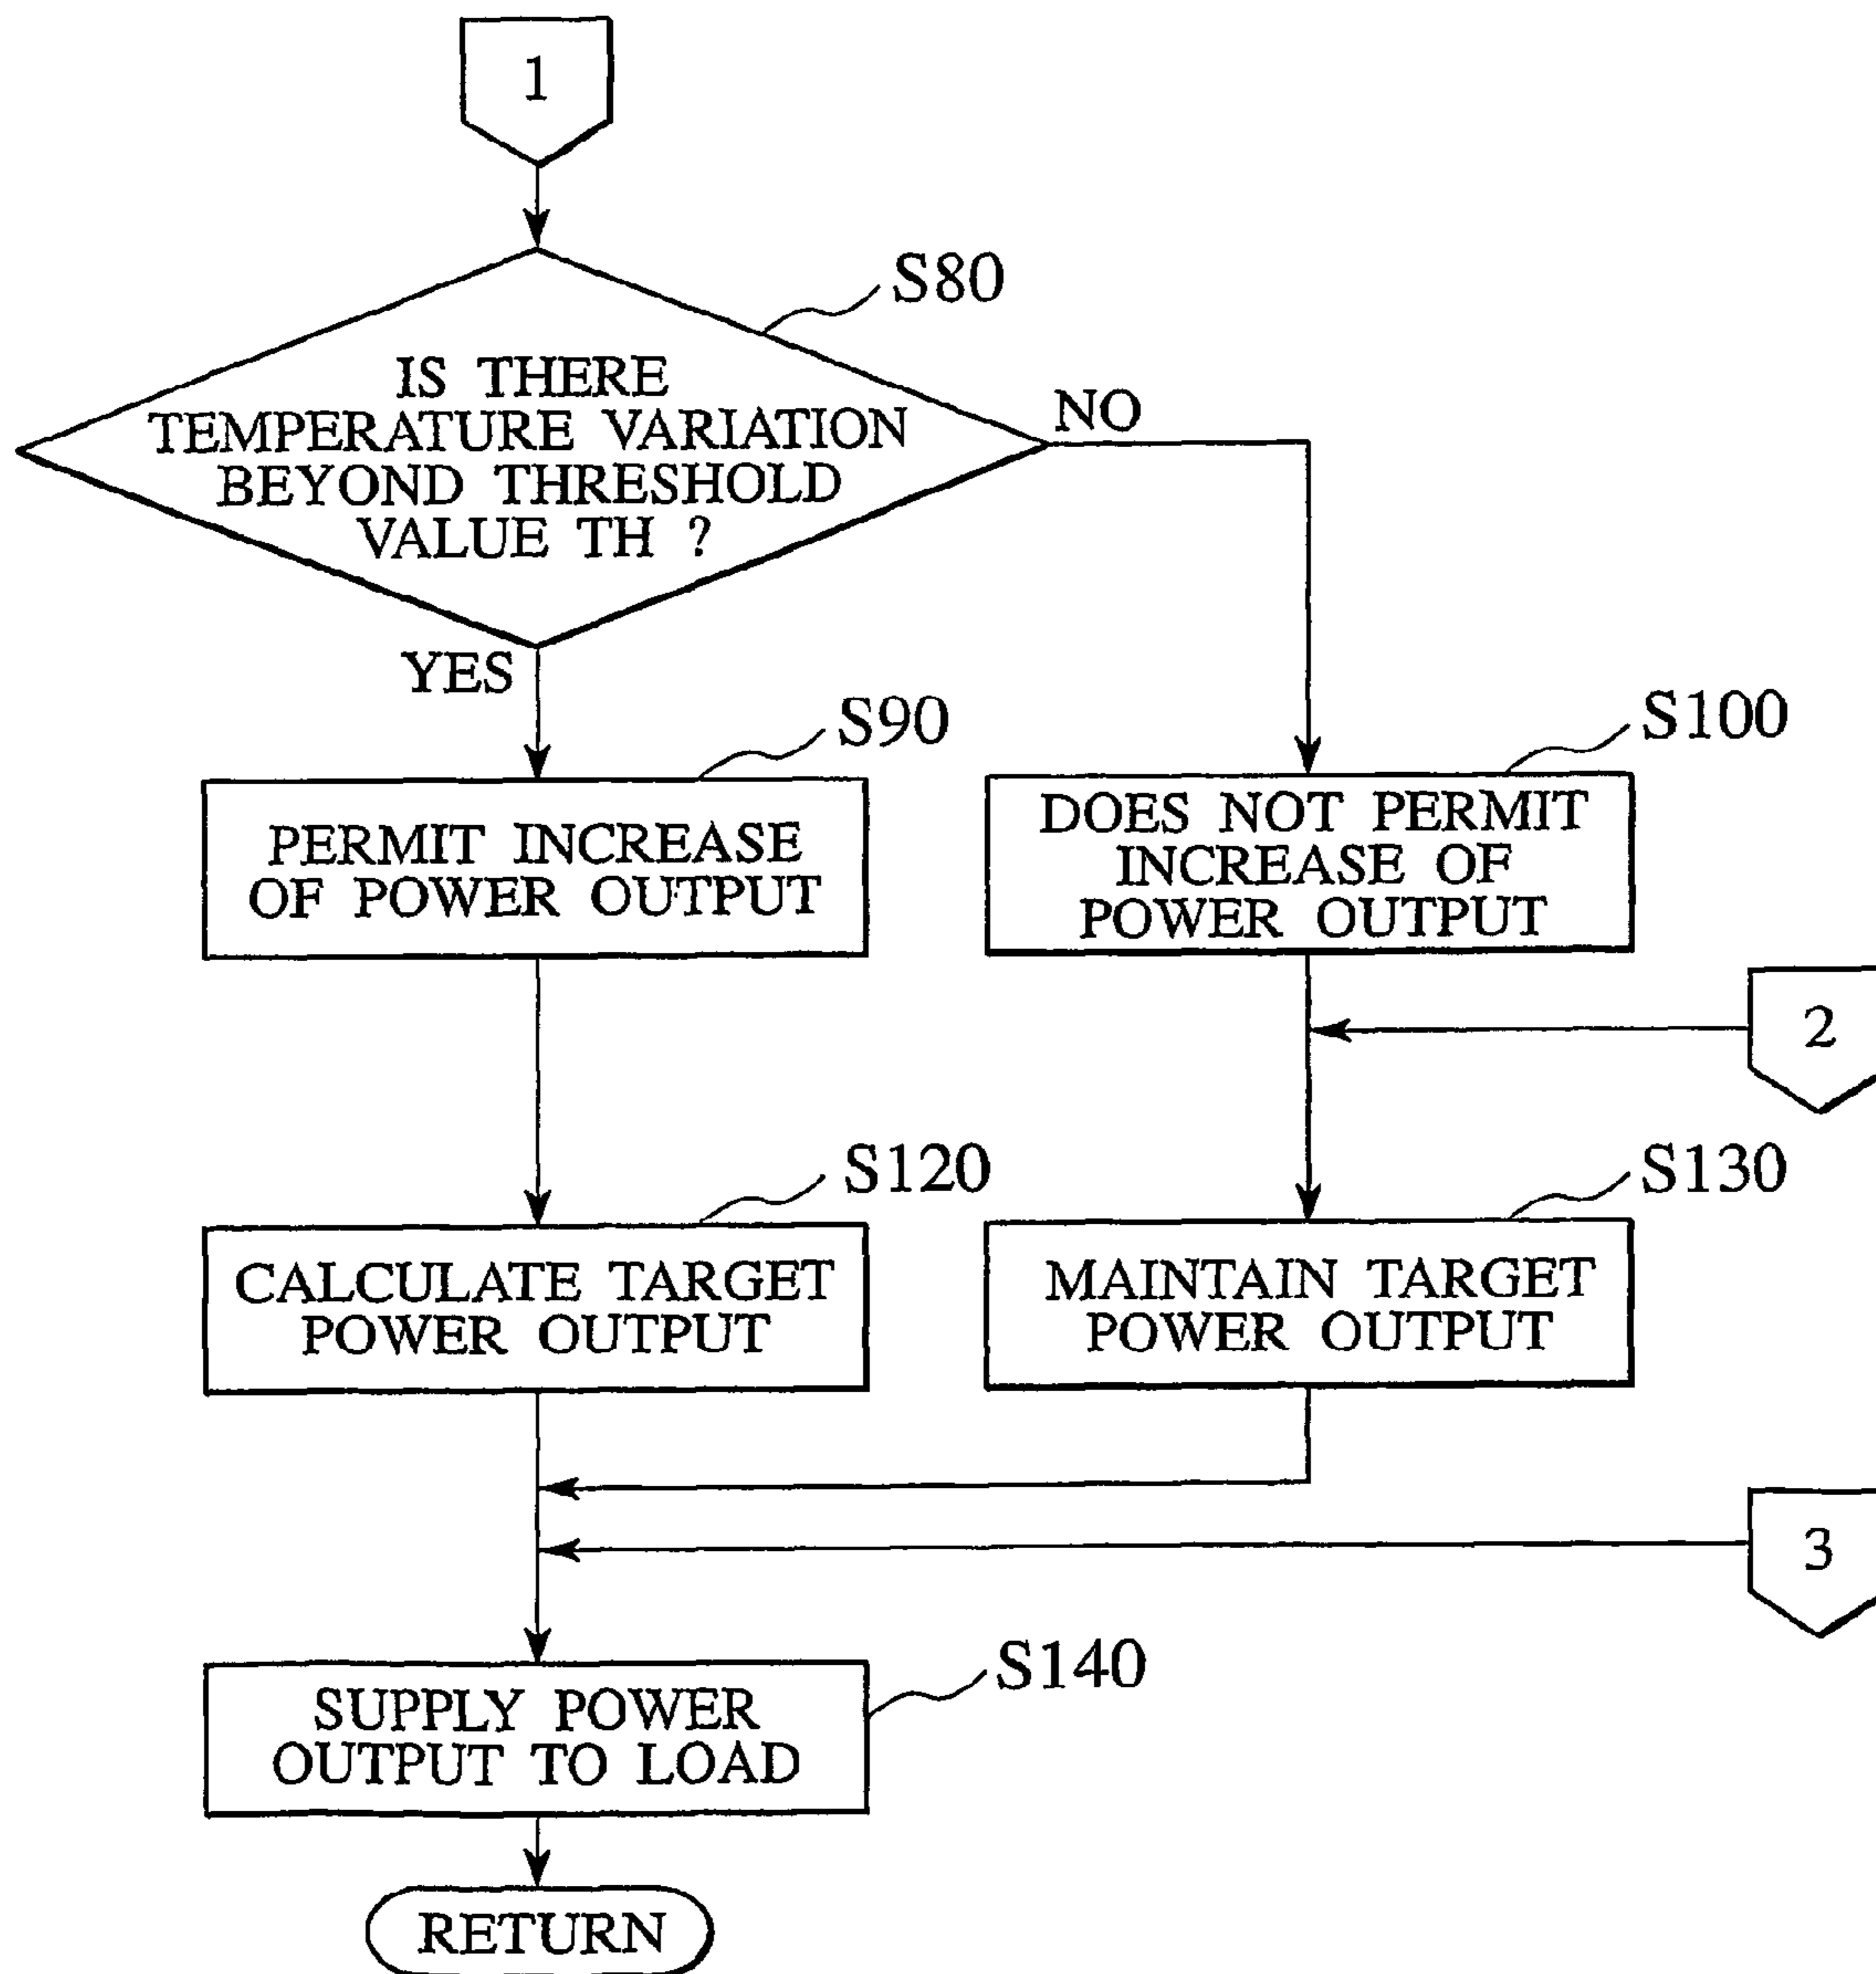 1
S80
IS THERE
TEMPERATURE VARIATION
BEYOND THRESHOLD
VALUE TH ?
NO
YES
S90
S100
PERMIT INCREASE
OF POWER OUTPUT
DOES NOT PERMIT
INCREASE OF
POWER OUTPUT
2
S120
S130
CALCULATE TARGET
POWER OUTPUT
MAINTAIN TARGET
POWER OUTPUT
3
S140
SUPPLY POWER
OUTPUT TO LOAD
RETURN